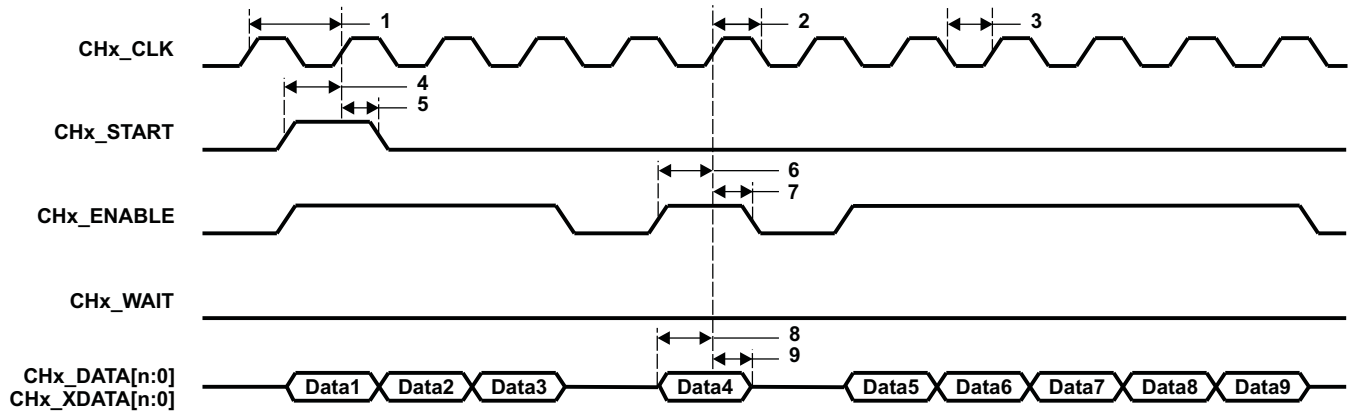 1
2
3
CHx_CLK
4
5
CHx_START
6
7
CHx_ENABLE
CHx_WAIT
8
9
CHx_DATA[n:0]
CHx_XDATA[n:0]
Data1 Data2 Data3 Data4 Data5 Data6 Data7 Data8 Data9